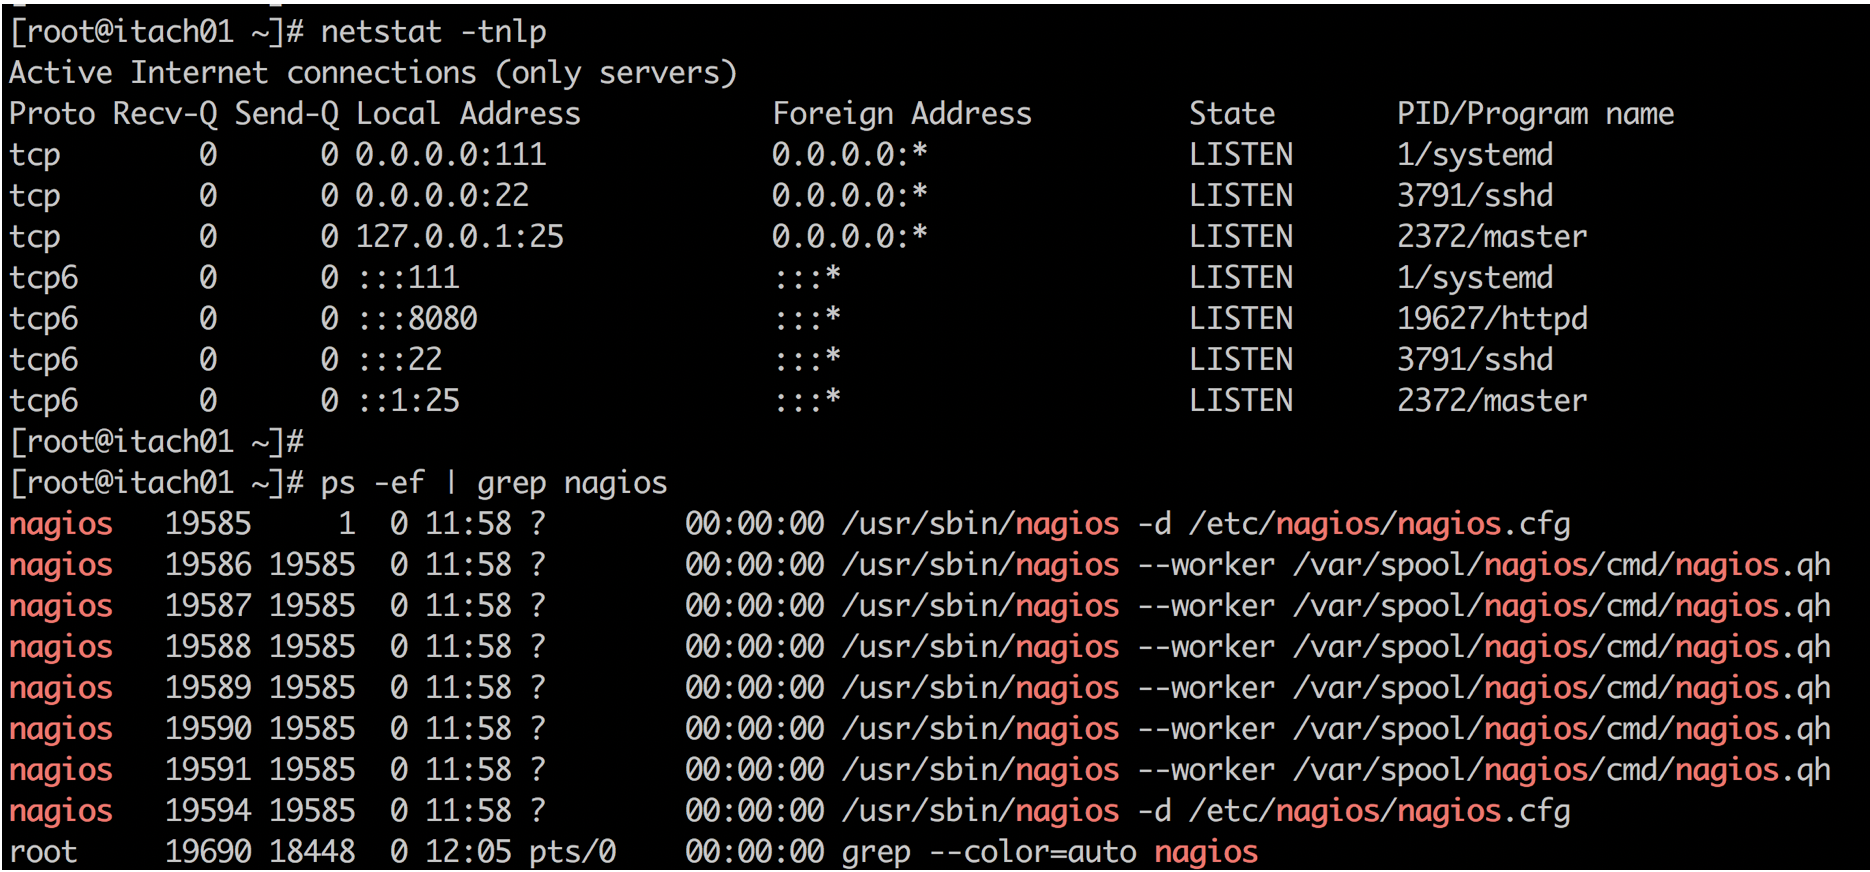 [root@itach01 ~]# netstat -tnlp
Active Internet connections (only servers)
Proto Recv-Q Send-Q Local Address           Foreign Address         State       PID/Program name
tcp        0      0 0.0.0.0:111             0.0.0.0:*               LISTEN      1/systemd
tcp        0      0 0.0.0.0:22              0.0.0.0:*               LISTEN      3791/sshd
tcp        0      0 127.0.0.1:25            0.0.0.0:*               LISTEN      2372/master
tcp6       0      0 :::111                  :::*                    LISTEN      1/systemd
tcp6       0      0 :::8080                 :::*                    LISTEN      19627/httpd
tcp6       0      0 :::22                   :::*                    LISTEN      3791/sshd
tcp6       0      0 ::1:25                  :::*                    LISTEN      2372/master
[root@itach01 ~]#
[root@itach01 ~]# ps -ef | grep nagios
nagios   19585     1  0 11:58 ?        00:00:00 /usr/sbin/nagios -d /etc/nagios/nagios.cfg
nagios   19586 19585  0 11:58 ?        00:00:00 /usr/sbin/nagios --worker /var/spool/nagios/cmd/nagios.qh
nagios   19587 19585  0 11:58 ?        00:00:00 /usr/sbin/nagios --worker /var/spool/nagios/cmd/nagios.qh
nagios   19588 19585  0 11:58 ?        00:00:00 /usr/sbin/nagios --worker /var/spool/nagios/cmd/nagios.qh
nagios   19589 19585  0 11:58 ?        00:00:00 /usr/sbin/nagios --worker /var/spool/nagios/cmd/nagios.qh
nagios   19590 19585  0 11:58 ?        00:00:00 /usr/sbin/nagios --worker /var/spool/nagios/cmd/nagios.qh
nagios   19591 19585  0 11:58 ?        00:00:00 /usr/sbin/nagios --worker /var/spool/nagios/cmd/nagios.qh
nagios   19594 19585  0 11:58 ?        00:00:00 /usr/sbin/nagios -d /etc/nagios/nagios.cfg
root     19690 18448  0 12:05 pts/0    00:00:00 grep --color=auto nagios